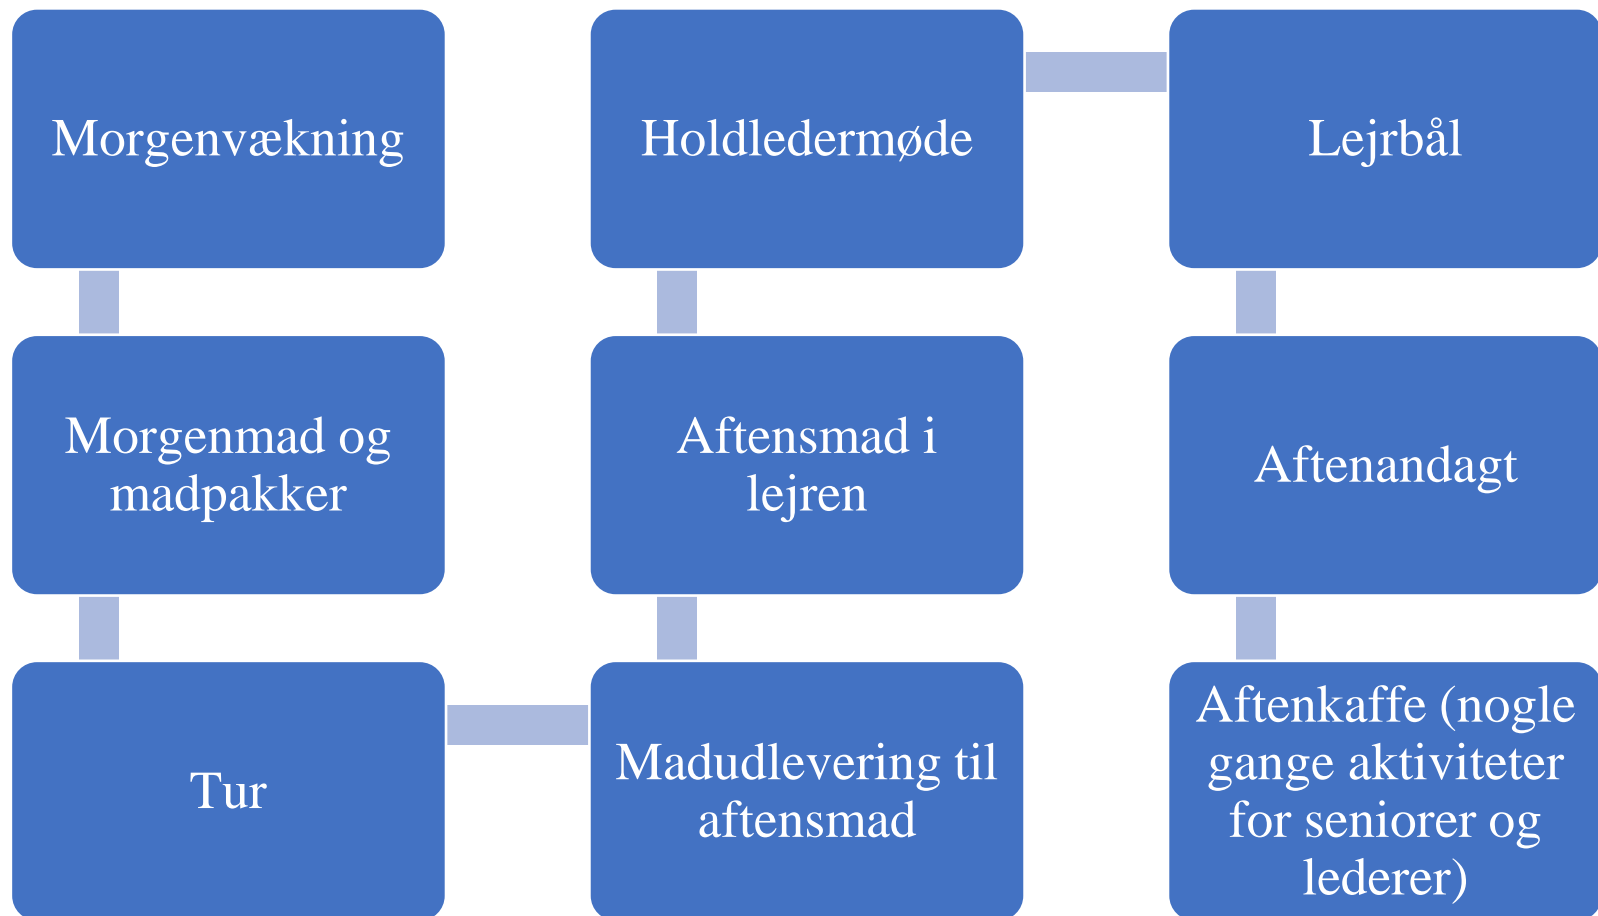 Morgenvækning
Morgenmad og
madpakker
Tur
Madudlevering til
aftensmad
Aftensmad i
lejren
Holdledermøde
Lejrbål
Aftenandagt
Aftenkaffe (nogle
gange aktiviteter
for seniorer og
lederer)